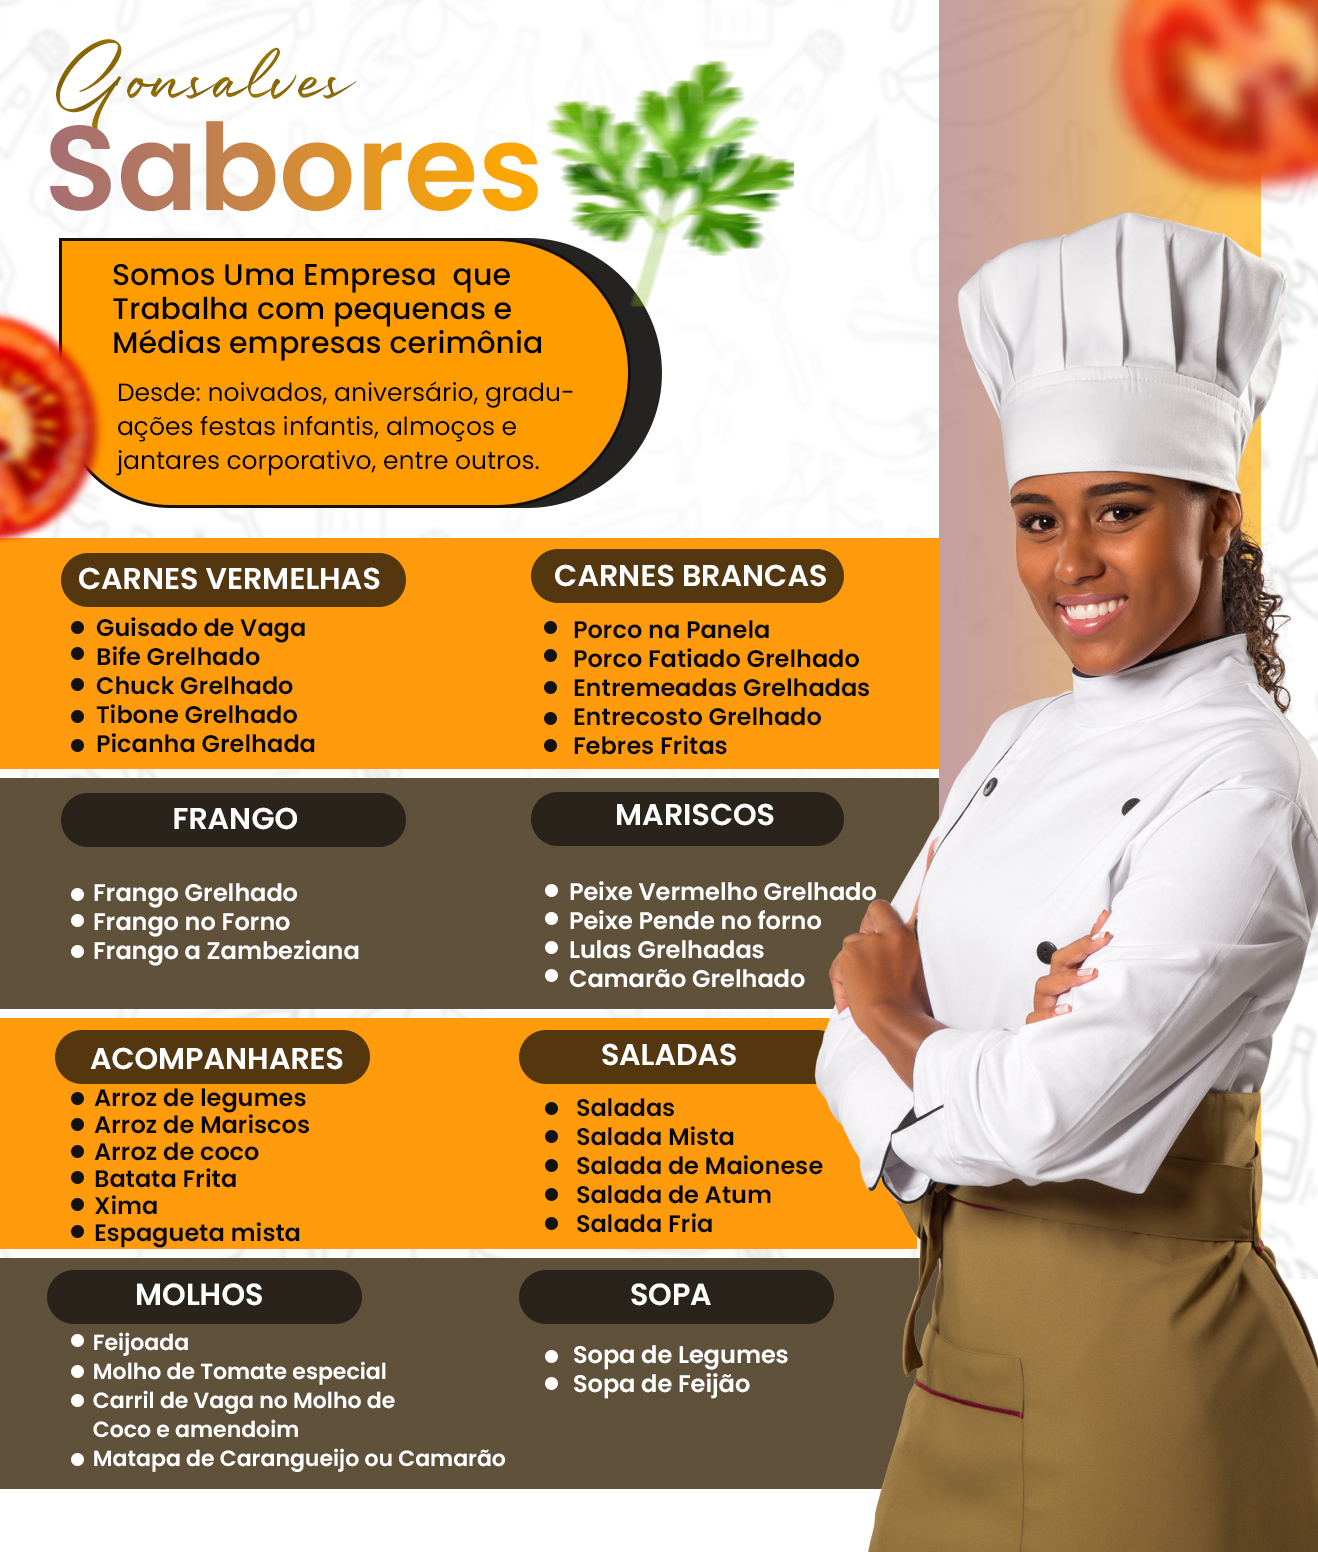 Gonsalves
Sabores
Somos Uma Empresa que
Trabalha com pequenas e
Médias empresas cerimônia
Desde: noivados, aniversário, gradu-
ações festas infantis, almoços e
jantares corporativo, entre outros.
CARNES VERMELHAS
Guisado de Vaga
Bife Grelhado
Chuck Grelhado
Tibone Grelhado
Picanha Grelhada
CARNES BRANCAS
Porco na Panela
Porco Fatiado Grelhado
Entremeadas Grelhadas
Entrecosto Grelhado
Febres Fritas
FRANGO
Frango Grelhado
Frango no Forno
Frango a Zambeziana
MARISCOS
Peixe Vermelho Grelhado
Peixe Pende no forno
Lulas Grelhadas
Camarão Grelhado
ACOMPANHARES
Arroz de legumes
Arroz de Mariscos
Arroz de coco
Batata Frita
Xima
Espagueta mista
SALADAS
Saladas
Salada Mista
Salada de Maionese
Salada de Atum
Salada Fria
MOLHOS
Feijoada
Molho de Tomate especial
Carril de Vaga no Molho de
Coco e amendoim
Matapa de Carangueijo ou Camarão
SOPA
Sopa de Legumes
Sopa de Feijão